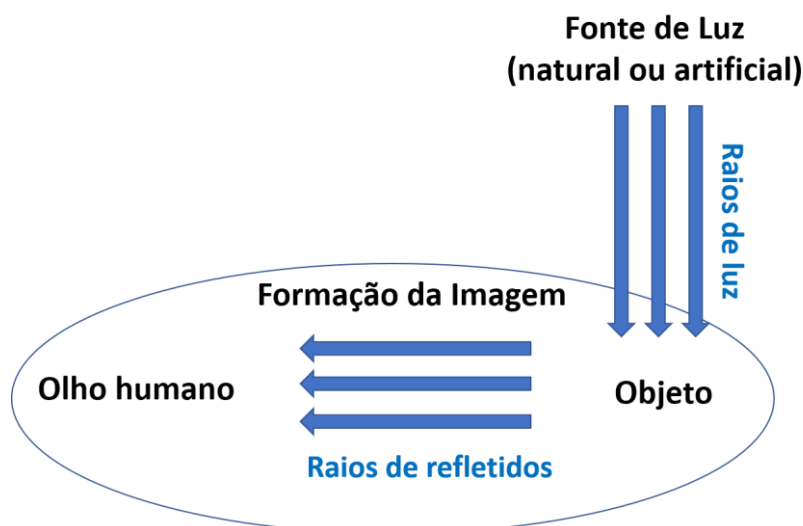 Fonte de Luz
(natural ou artificial)
Raios de luz
Formação da Imagem
Olho humano
Objeto
Raios de refletidos